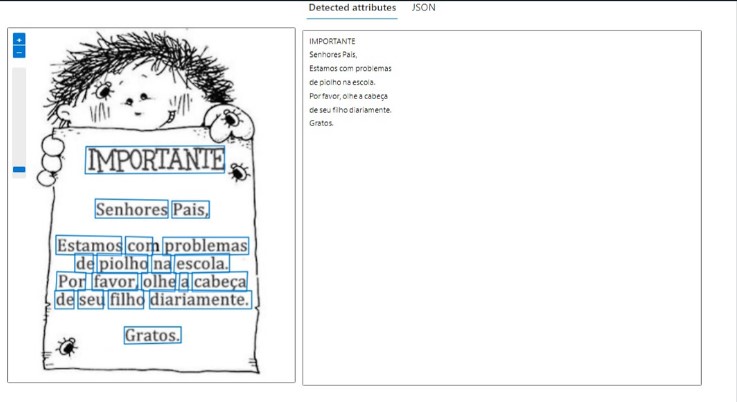 Detected attributes
JSON
+
−
IMPORTANTE
Senhores Pais,
Estamos com problemas
de piolho na escola.
Por favor, olhe a cabeça
de seu filho diariamente.
Gratos.
IMPORTANTE
Senhores Pais,
Estamos com problemas
de piolho na escola.
Por favor, olhe a cabeça
de seu filho diariamente.
Gratos.